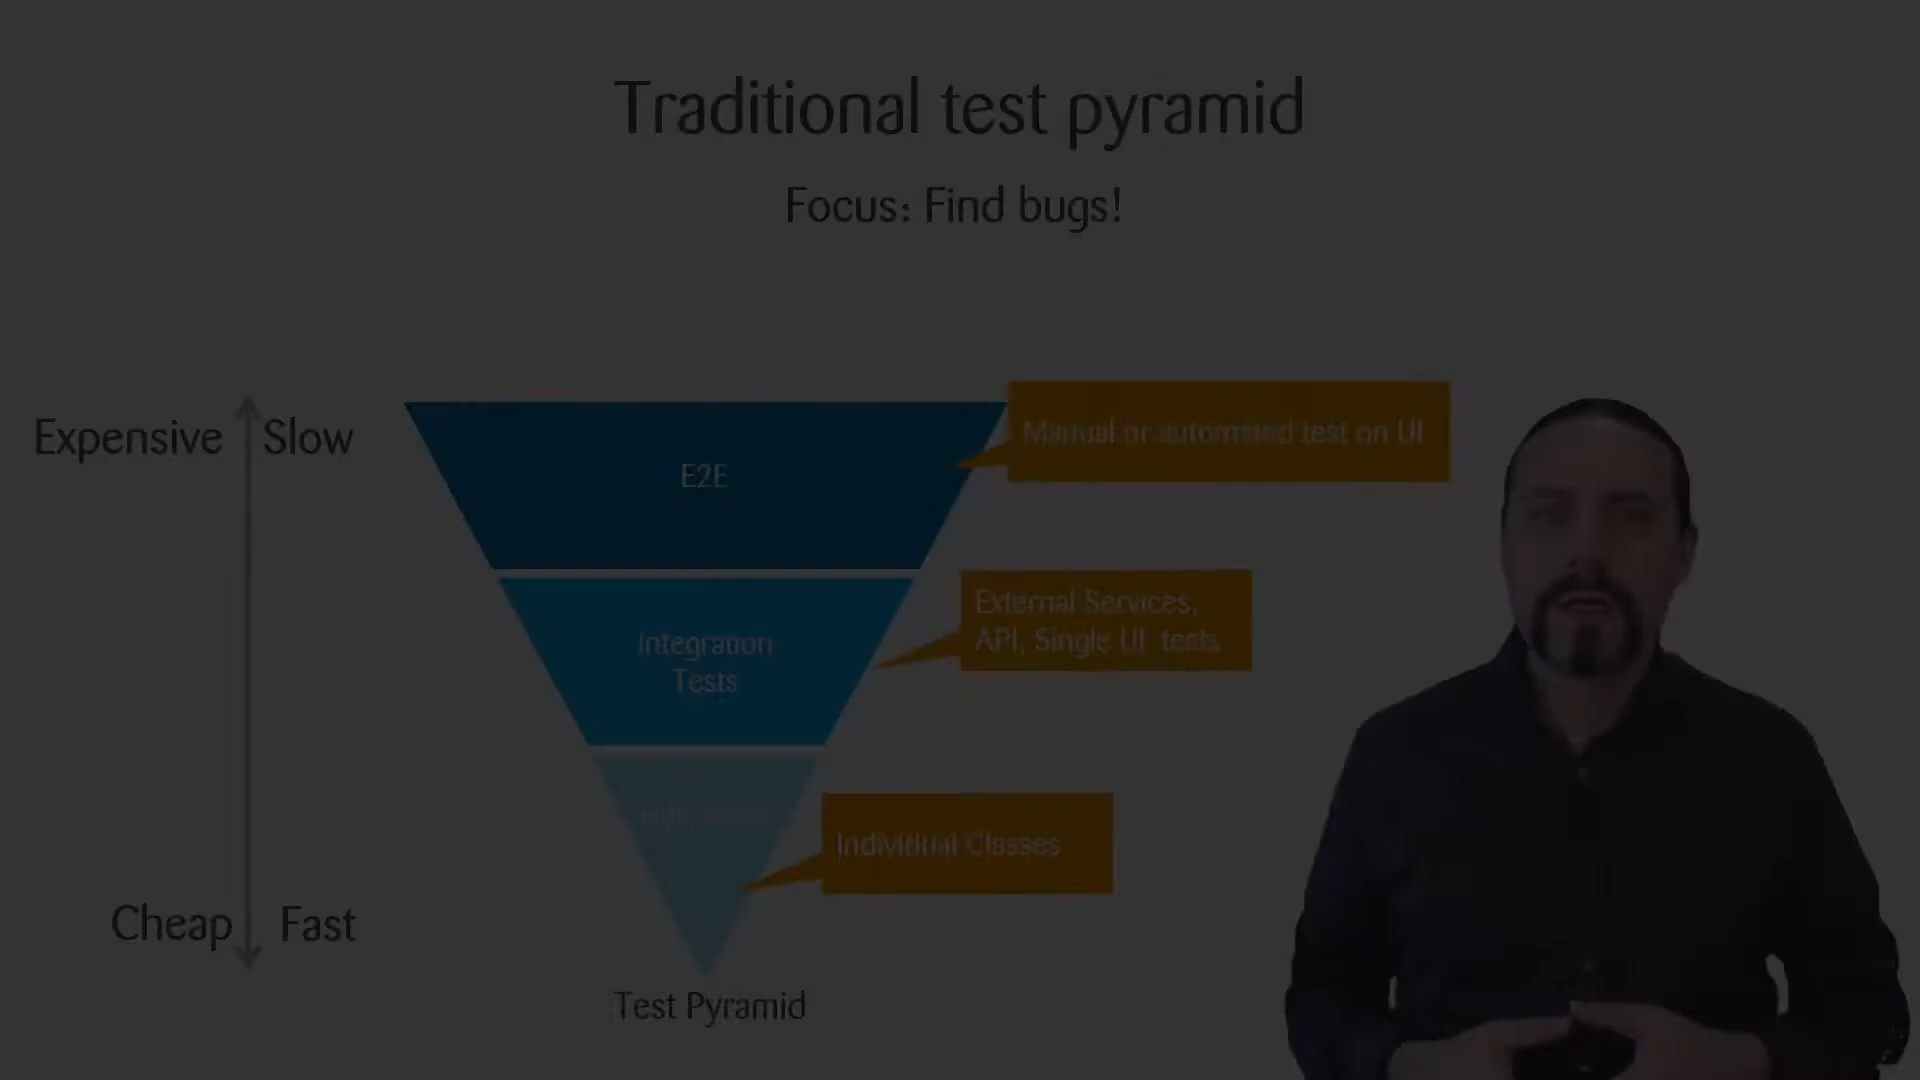 Traditional test pyramid
Focus: Find bugs!
Expensive
Slow
E2E
Manual or automated test on UI
Integration
Tests
External Services,
API, Single UI tests
Individual Classes
Cheap
Fast
Test Pyramid